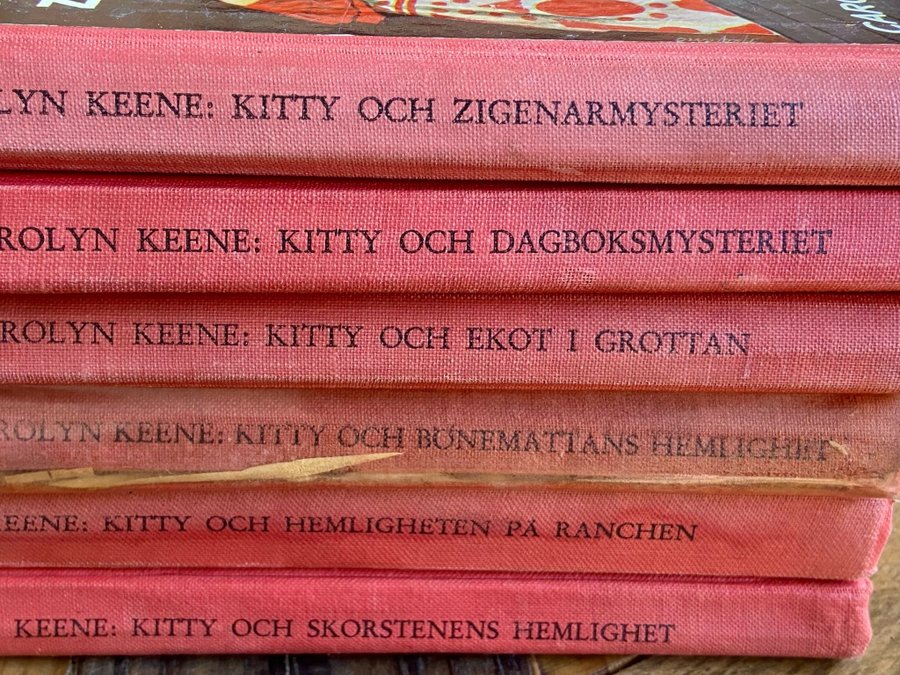 LYN KEENE: KITTY OCH ZIGENARMYSTERIET
ROLYN KEENE: KITTY OCH DAGBOKSMYSTERIET
ROLYN KEENE: KITTY OCH EKOT I GROTTAN
ROLYN KEENE: KITTY OCH BÖNEMATTANS HEMLIGHET
KEENE: KITTY OCH HEMLIGHETEN PÅ RANCHEN
KEENE: KITTY OCH SKORSTENENS HEMLIGHET